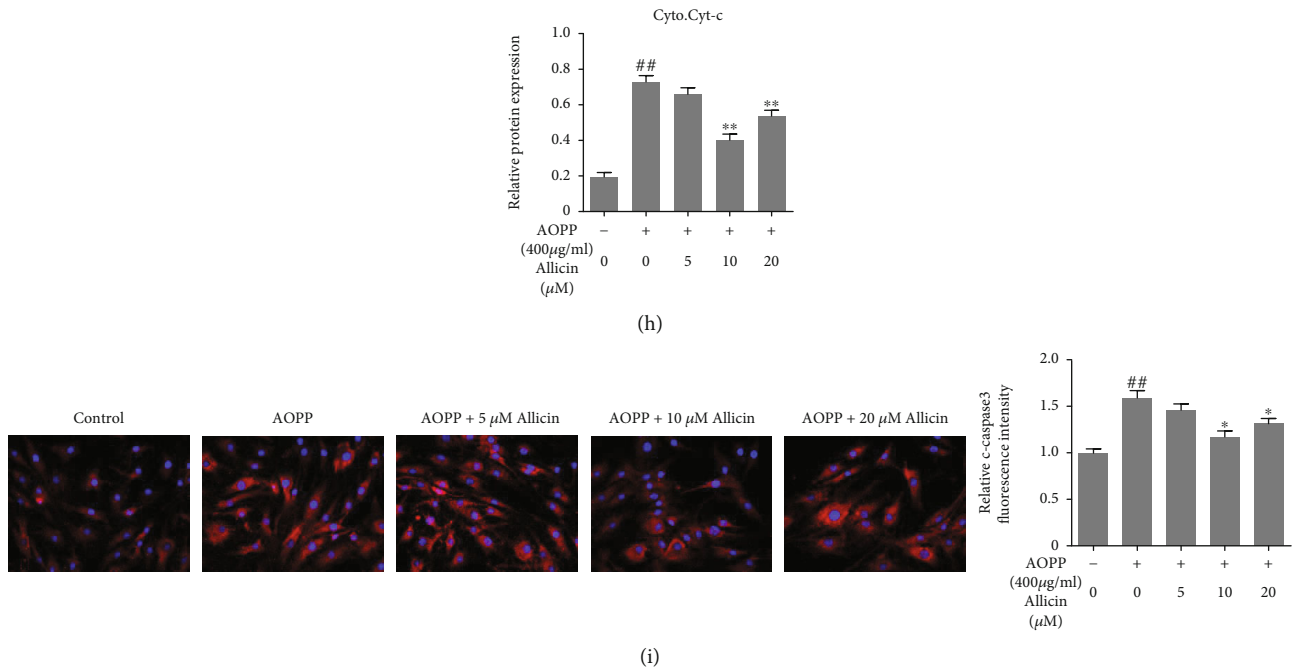 Cyto.Cyt-c
Relative protein expression
1.0
0.8
0.6
0.4
0.2
0
##
**
**
AOPP − + + + +
(400μg/ml)
Allicin 0 0 5 10 20
(μM)
(h)
Control
AOPP
AOPP + 5 μM Allicin
AOPP + 10 μM Allicin
AOPP + 20 μM Allicin
Relative c-caspase3
fluorescence intensity
2.0
1.5
1.0
0.5
0
##
*
*
AOPP − + + + +
(400μg/ml)
Allicin 0 0 5 10 20
(μM)
(i)